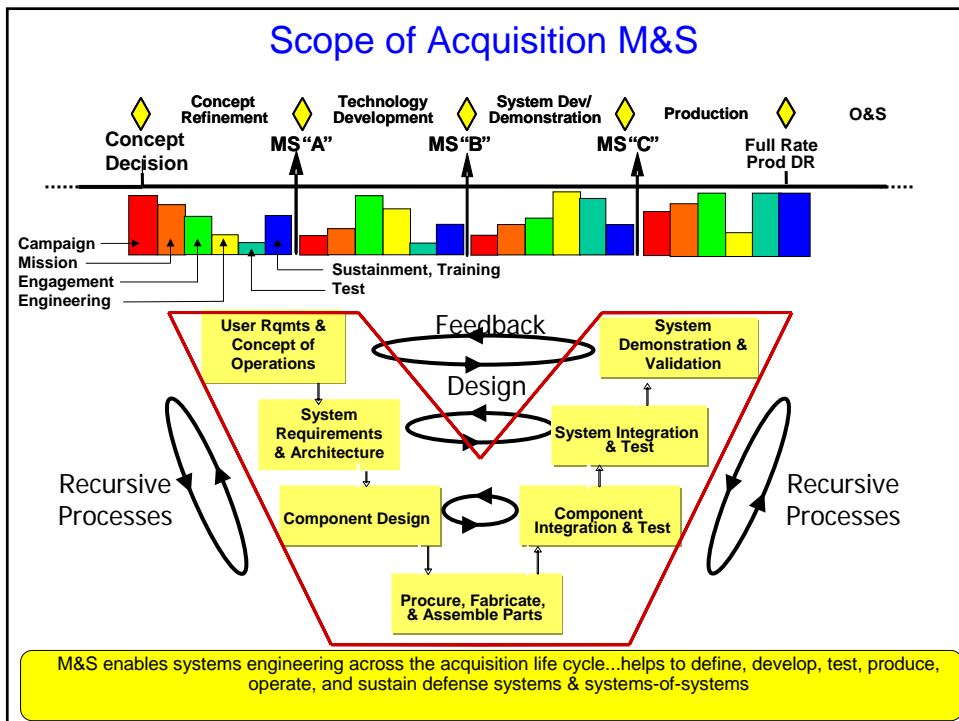 Scope of Acquisition M&S
Concept
Refinement
Technology
Development
System Dev/
Demonstration
Production
O&S
Concept
Decision
MS“A”
MS“B”
MS“C”
Full Rate
Prod DR
Campaign
Mission
Engagement
Engineering
Sustainment, Training
Test
User Rqmts &
Concept of
Operations
Feedback
System
Demonstration &
Validation
Design
System
Requirements
& Architecture
System Integration
& Test
Recursive
Processes
Component Design
Component
Integration & Test
Recursive
Processes
Procure, Fabricate,
& Assemble Parts
M&S enables systems engineering across the acquisition life cycle...helps to define, develop, test, produce,
operate, and sustain defense systems & systems-of-systems